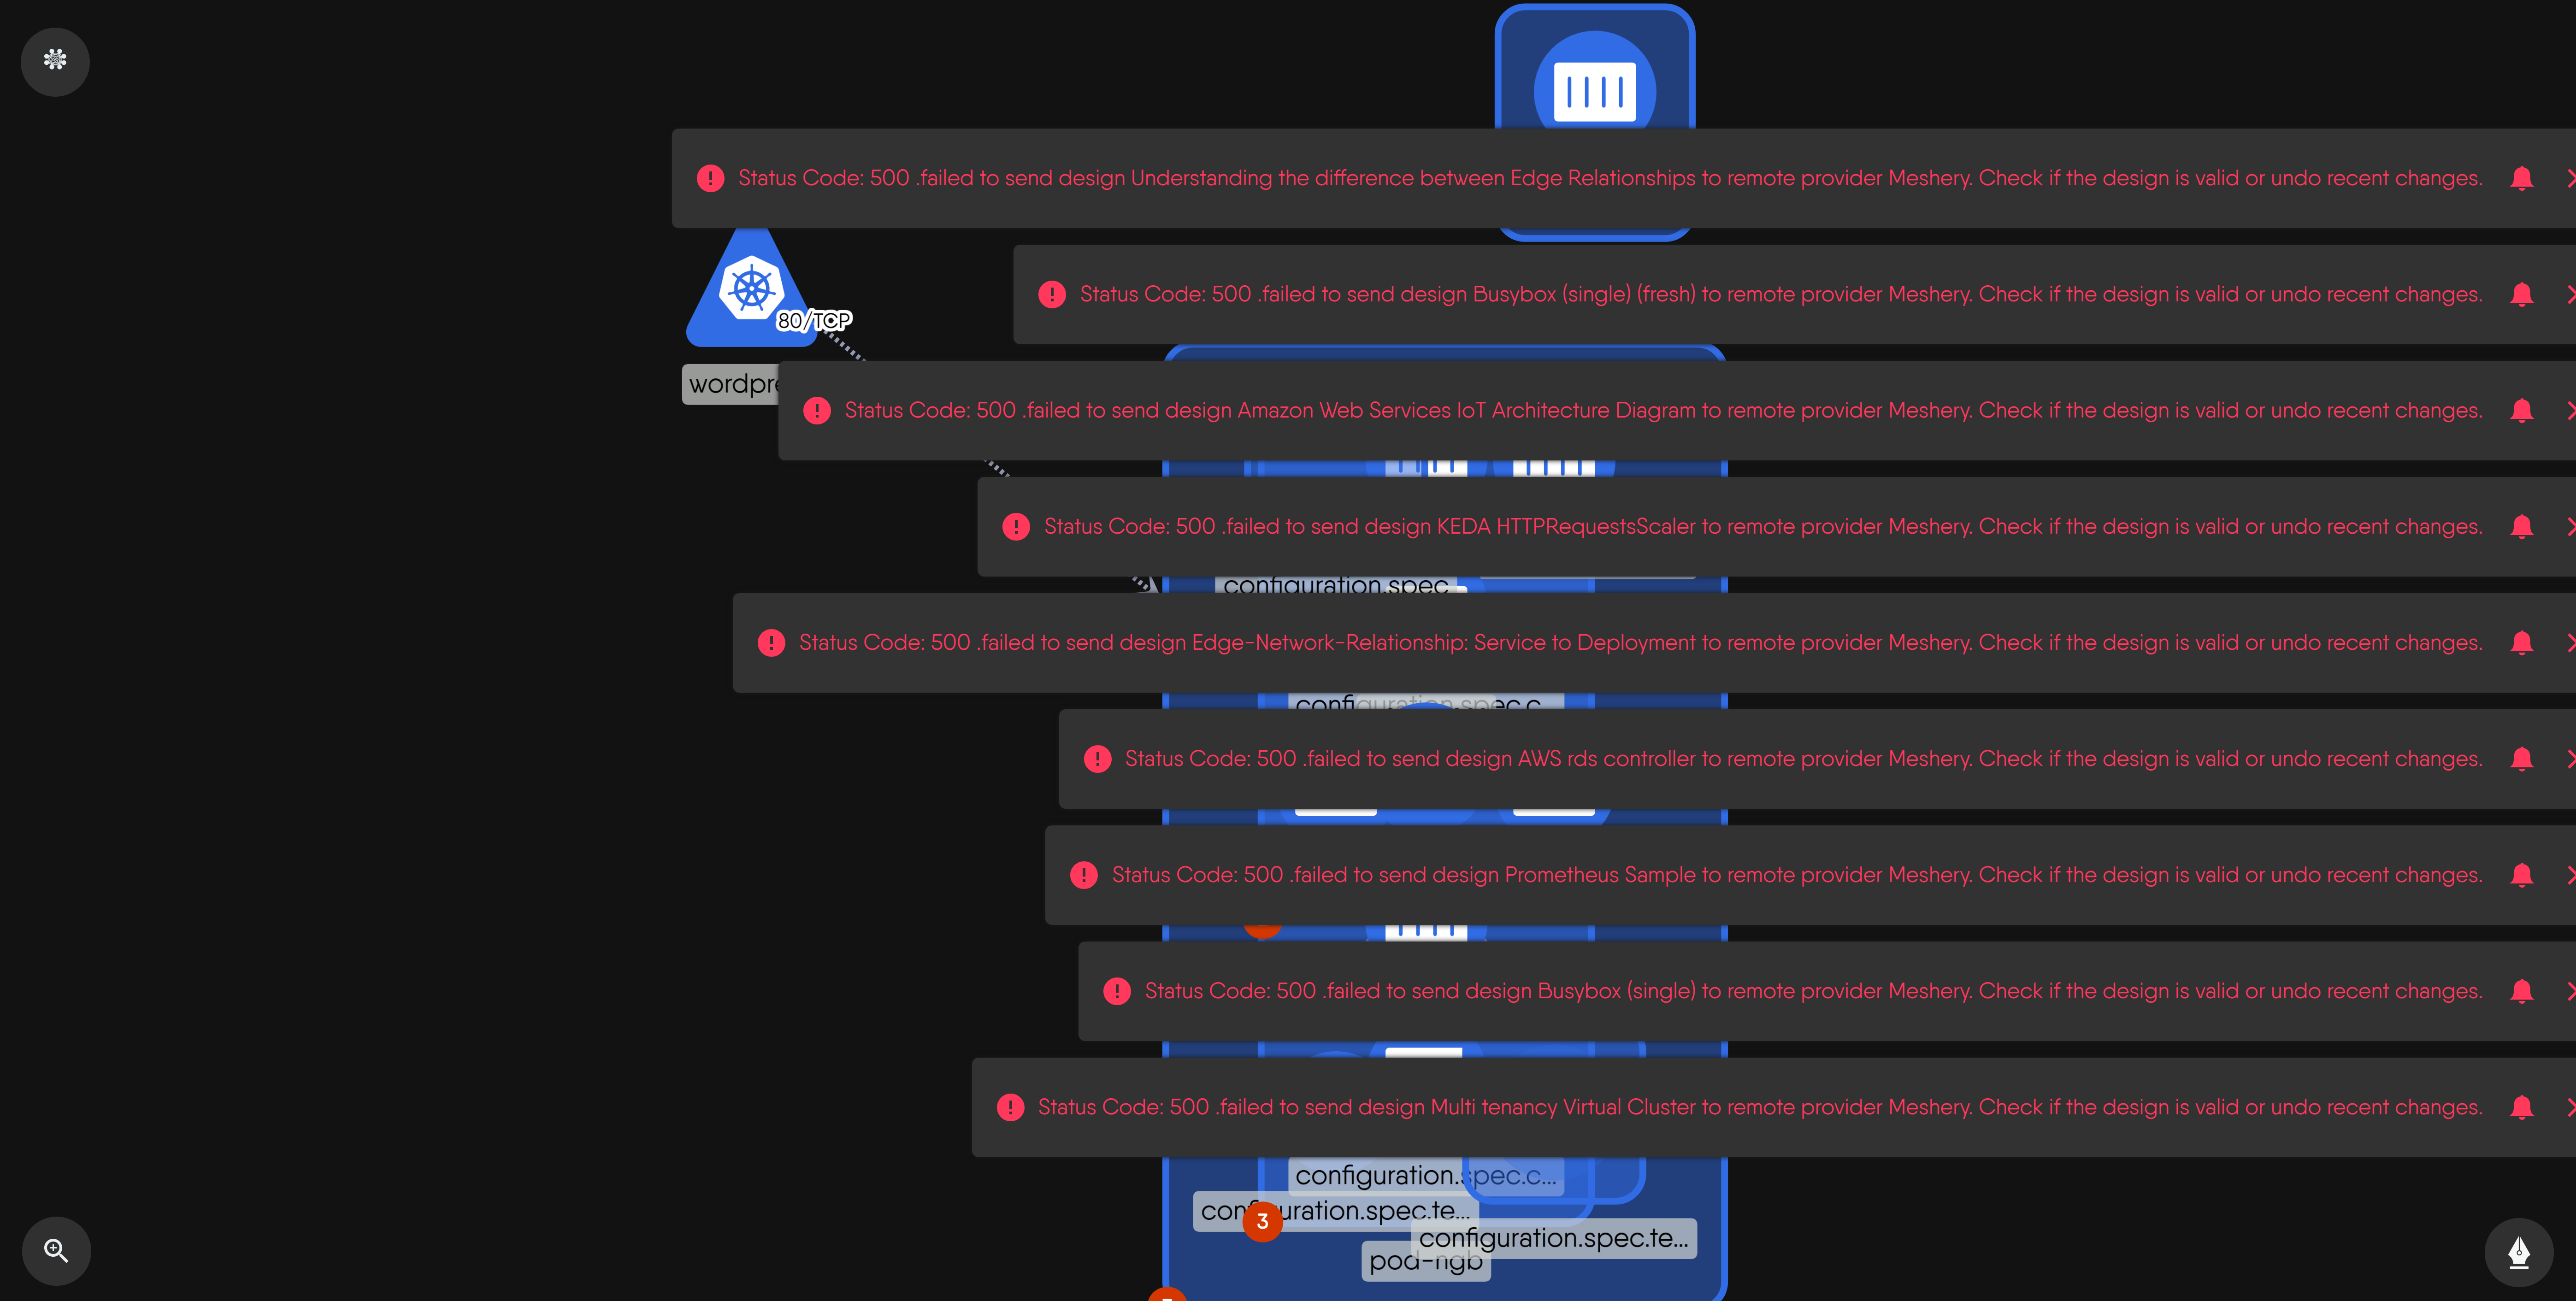 Status Code: 500 .failed to send design Understanding the difference between Edge Relationships to remote provider Meshery. Check if the design is valid or undo recent changes.
Status Code: 500 .failed to send design Busybox (single) (fresh) to remote provider Meshery. Check if the design is valid or undo recent changes.
80/TCP
wordpre
Status Code: 500 .failed to send design Amazon Web Services IoT Architecture Diagram to remote provider Meshery. Check if the design is valid or undo recent changes.
Status Code: 500 .failed to send design KEDA HTTPRequestsScaler to remote provider Meshery. Check if the design is valid or undo recent changes.
configuration.spec
Status Code: 500 .failed to send design Edge-Network-Relationship: Service to Deployment to remote provider Meshery. Check if the design is valid or undo recent changes.
configuration.spec.c...
Status Code: 500 .failed to send design AWS rds controller to remote provider Meshery. Check if the design is valid or undo recent changes.
Status Code: 500 .failed to send design Prometheus Sample to remote provider Meshery. Check if the design is valid or undo recent changes.
Status Code: 500 .failed to send design Busybox (single) to remote provider Meshery. Check if the design is valid or undo recent changes.
Status Code: 500 .failed to send design Multi tenancy Virtual Cluster to remote provider Meshery. Check if the design is valid or undo recent changes.
configuration.spec.c...
configuration.spec.te...
3
configuration.spec.te...
pod-ngb